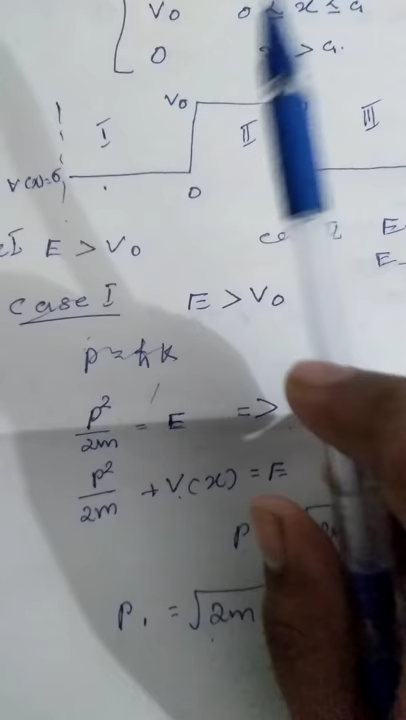 V₀ 0 ≤ x ≤ a
0 > a.
V₀
I II III
V(x)=0
0
I E > V₀ E
E
case I E > V₀
p = ħk
p²/2m = E =>
p²/2m + V(x) = E
P
P₁ = √2m